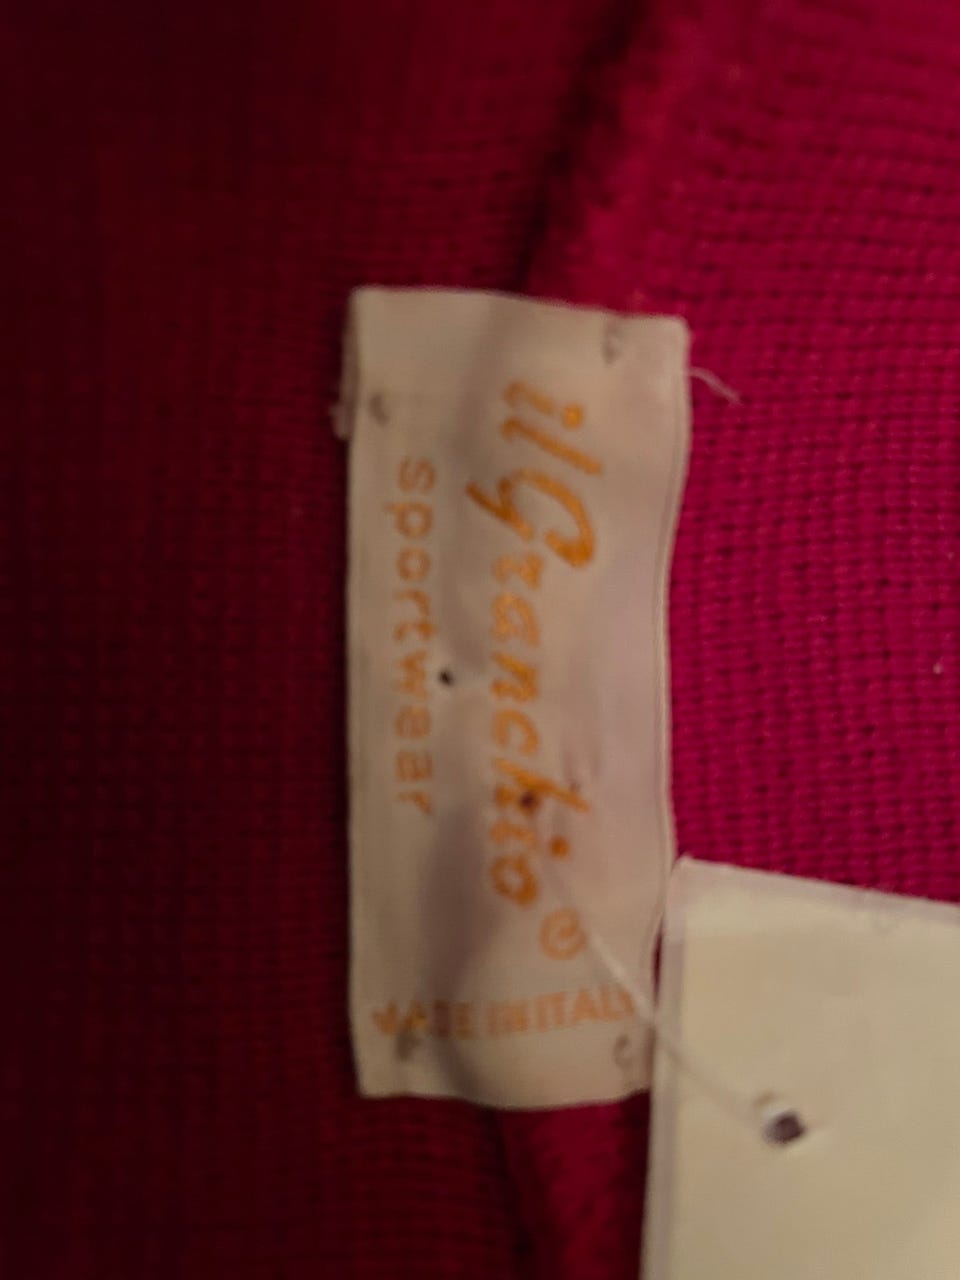 il Granchio ®
sportwear
MADE IN ITALY